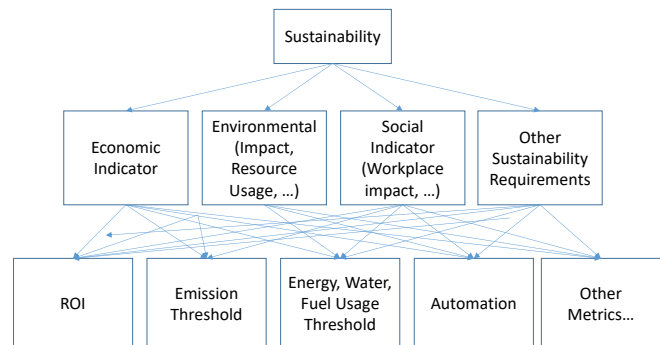 Sustainability
Economic
Indicator
Environmental
(Impact,
Resource
Usage, …)
Social
Indicator
(Workplace
impact, …)
Other
Sustainability
Requirements
ROI
Emission
Threshold
Energy, Water,
Fuel Usage
Threshold
Automation
Other
Metrics…